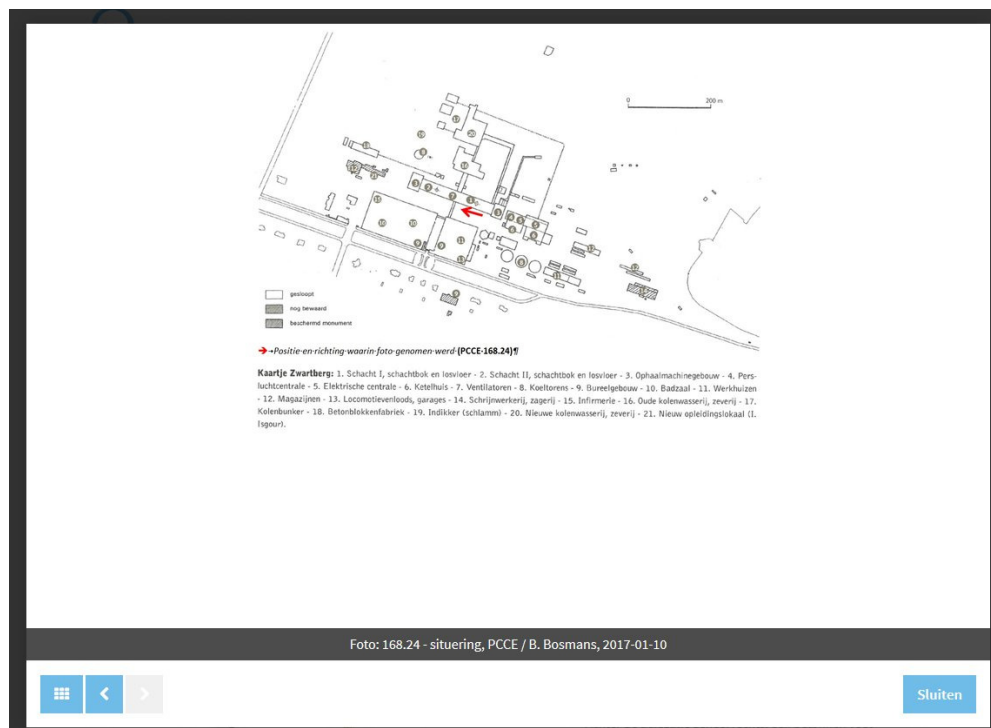 0 200 m
gesloopt
nog bewaard
beschermd monument
➔→Positie·en·richting·waarin·foto·genomen·werd·(PCCE·168.24)¶
Kaartje Zwartberg: 1. Schacht I, schachtbok en losvloer - 2. Schacht II, schachtbok en losvloer - 3. Ophaalmachinegebouw - 4. Pers-
luchtcentrale - 5. Elektrische centrale - 6. Ketelhuis - 7. Ventilatoren - 8. Koeltorens - 9. Bureelgebouw - 10. Badzaal - 11. Werkhuizen
- 12. Magazijnen - 13. Locomotievenloods, garages - 14. Schrijnwerkerij, zagerij - 15. Infirmerie - 16. Oude kolenwasserij, zeverij - 17.
Kolenbunker - 18. Betonblokkenfabriek - 19. Indikker (schlamm) - 20. Nieuwe kolenwasserij, zeverij - 21. Nieuw opleidingslokaal (I.
Isgour).
Foto: 168.24 - situering, PCCE / B. Bosmans, 2017-01-10
Sluiten